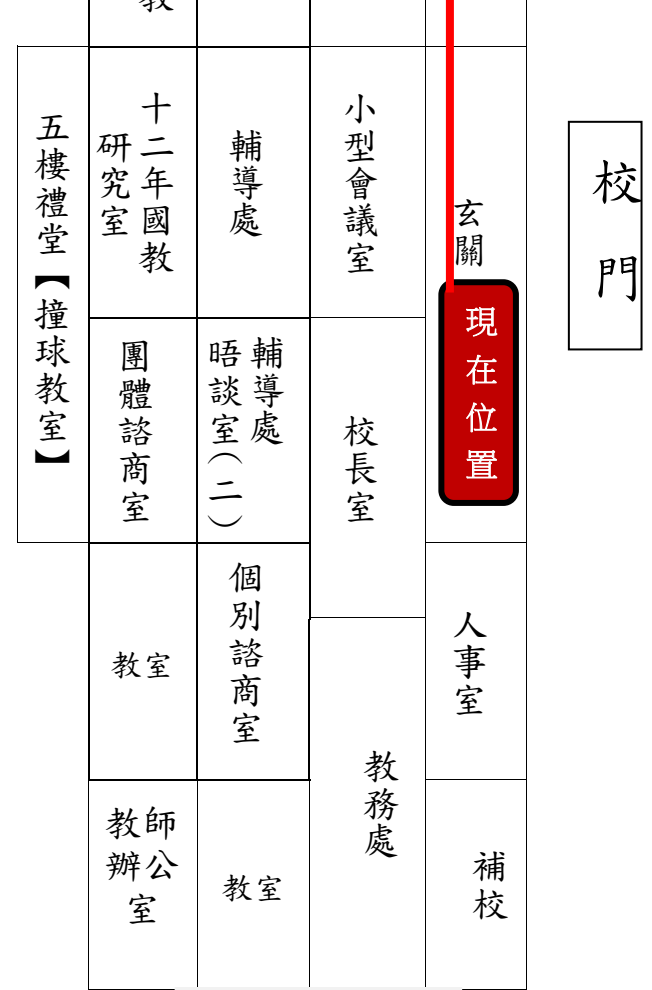 校門
玄關
現在位置
人事室
補校
小型會議室
校長室
教務處
輔導處
輔導處
晤談室(二)
個別諮商室
教室
教
十二年國教
研究室
團體諮商室
教室
教師
辦公
室
五樓禮堂【(撞球教室)】